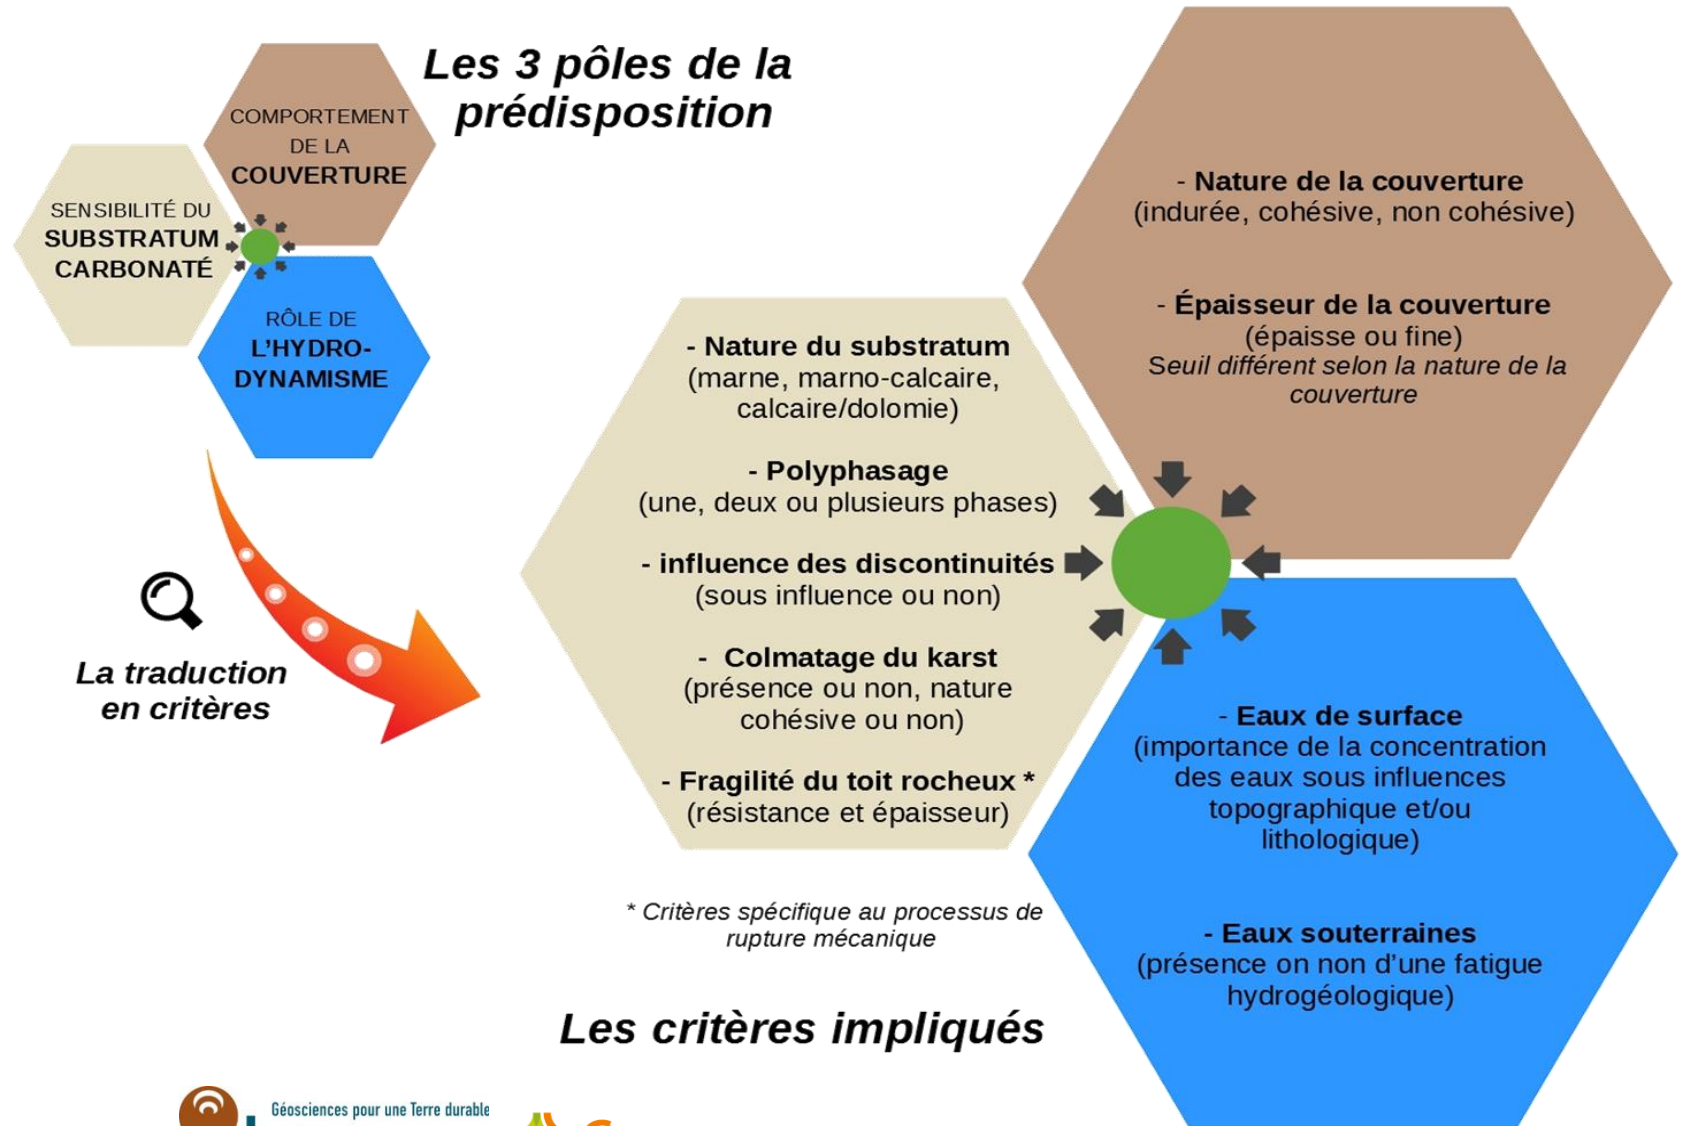 Les 3 pôles de la
prédisposition
COMPORTEMENT
DE LA
COUVERTURE
SENSIBILITÉ DU
SUBSTRATUM
CARBONATÉ
RÔLE DE
L'HYDRO-
DYNAMISME
La traduction
en critères
- Nature de la couverture
(indurée, cohésive, non cohésive)
- Épaisseur de la couverture
(épaisse ou fine)
Seuil différent selon la nature de la
couverture
- Nature du substratum
(marne, marno-calcaire,
calcaire/dolomie)
- Polyphasage
(une, deux ou plusieurs phases)
- influence des discontinuités
(sous influence ou non)
- Colmatage du karst
(présence ou non, nature
cohésive ou non)
- Fragilité du toit rocheux *
(résistance et épaisseur)
- Eaux de surface
(importance de la concentration
des eaux sous influences
topographique et/ou
lithologique)
- Eaux souterraines
(présence on non d'une fatigue
hydrogéologique)
* Critères spécifique au processus de
rupture mécanique
Les critères impliqués
Géosciences pour une Terre durable